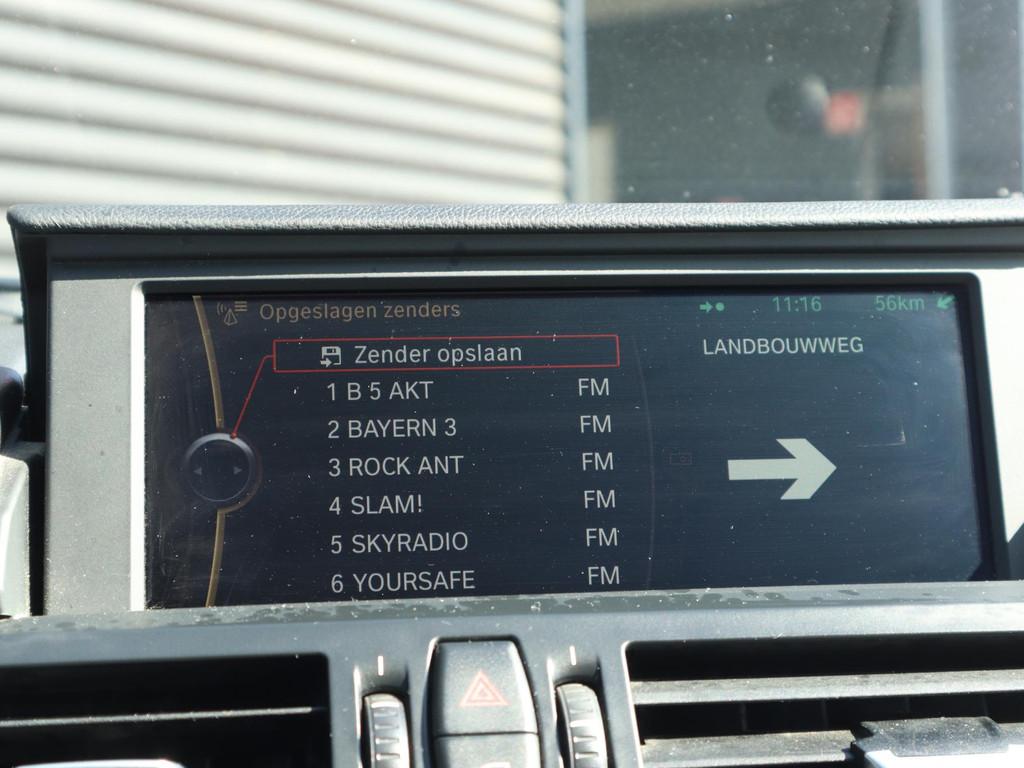 Opgeslagen zenders 11:16 56km
Zender opslaan
LANDBOUWWEG
1 B 5 AKT FM
2 BAYERN 3 FM
3 ROCK ANT FM
4 SLAM! FM
5 SKYRADIO FM
6 YOURSAFE FM